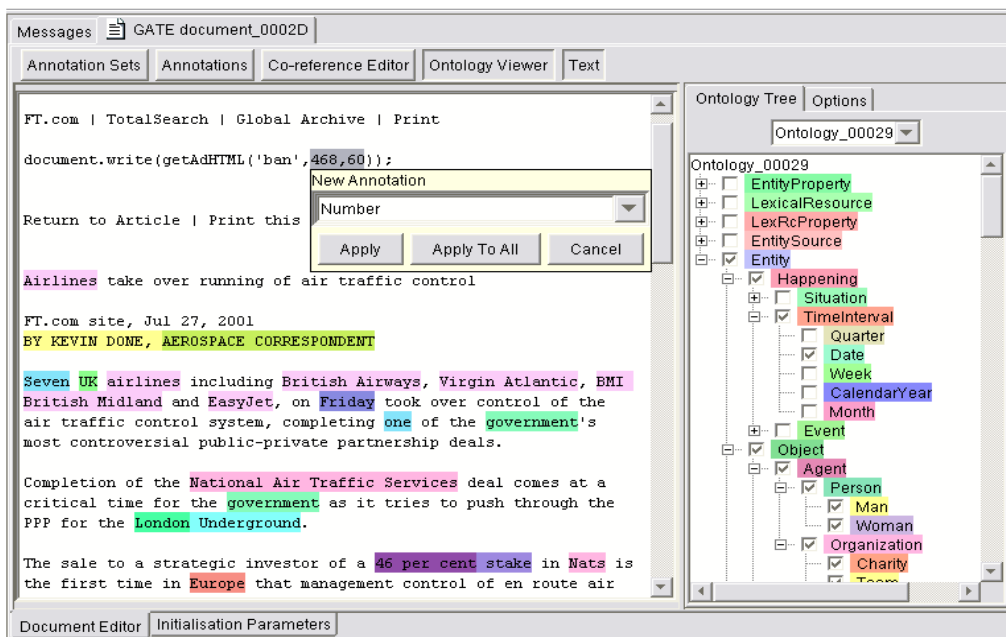 Messages GATE document_0002D
Annotation Sets Annotations Co-reference Editor Ontology Viewer Text
FT.com | TotalSearch | Global Archive | Print
document.write(getAdHTML('ban',468,60));
New Annotation
Number
Return to Article | Print this
Apply Apply To All Cancel
Airlines take over running of air traffic control
FT.com site, Jul 27, 2001
BY KEVIN DONE, AEROSPACE CORRESPONDENT
Seven UK airlines including British Airways, Virgin Atlantic, BMI
British Midland and EasyJet, on Friday took over control of the
air traffic control system, completing one of the government's
most controversial public-private partnership deals.
Completion of the National Air Traffic Services deal comes at a
critical time for the government as it tries to push through the
PPP for the London Underground.
The sale to a strategic investor of a 46 per cent stake in Nats is
the first time in Europe that management control of en route air
Ontology Tree Options
Ontology_00029
Ontology_00029
EntityProperty
LexicalResource
LexRcProperty
EntitySource
Entity
Happening
Situation
TimeInterval
Quarter
Date
Week
CalendarYear
Month
Event
Object
Agent
Person
Man
Woman
Organization
Charity
Team
Document Editor Initialisation Parameters